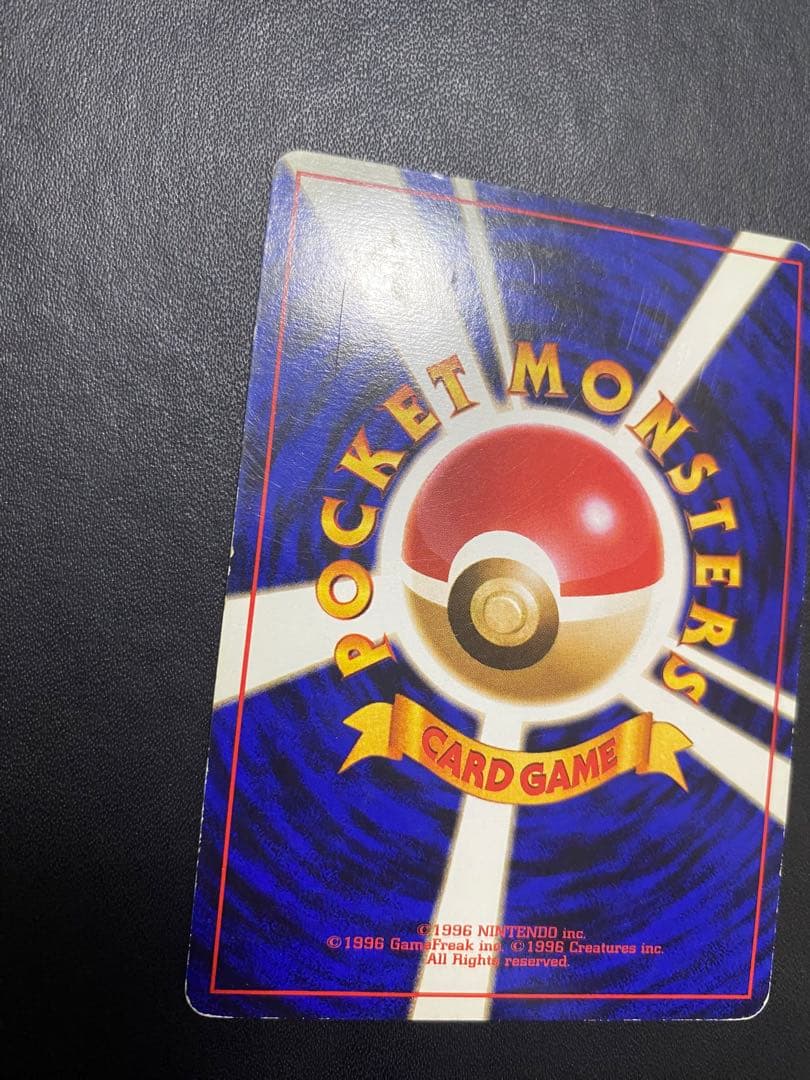 POCKET MONSTERS
CARD GAME
©1996 NINTENDO inc.
©1996 GameFreak inc. ©1996 Creatures inc.
All Rights reserved.